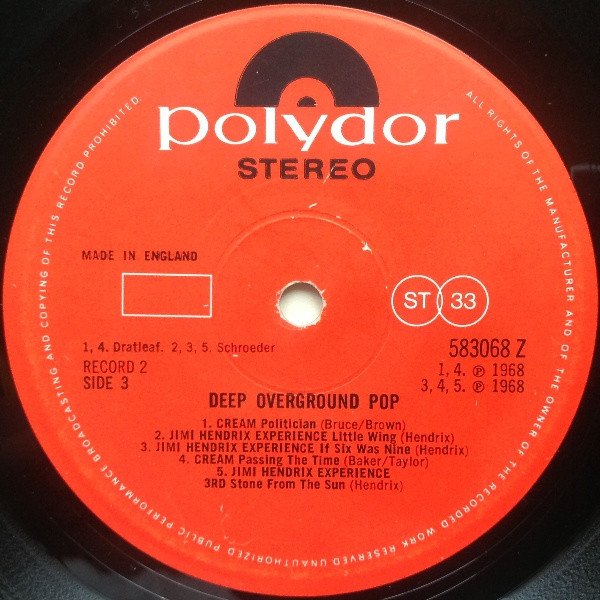 polydor
STEREO
MADE IN ENGLAND
ST 33
1, 4. Dratleaf. 2, 3, 5. Schroeder
583068 Z
RECORD 2
1, 4. ℗ 1968
SIDE 3
3, 4, 5. ℗ 1968
DEEP OVERGROUND POP
1. CREAM Politician (Bruce/Brown)
2. JIMI HENDRIX EXPERIENCE Little Wing (Hendrix)
3. JIMI HENDRIX EXPERIENCE If Six Was Nine (Hendrix)
4. CREAM Passing The Time (Baker/Taylor)
5. JIMI HENDRIX EXPERIENCE
3RD Stone From The Sun (Hendrix)
ALL RIGHTS OF THE MANUFACTURER AND OF THE OWNER OF THE RECORDED WORK RESERVED UNAUTHORIZED PUBLIC PERFORMANCE BROADCASTING AND COPYING OF THIS RECORD PROHIBITED